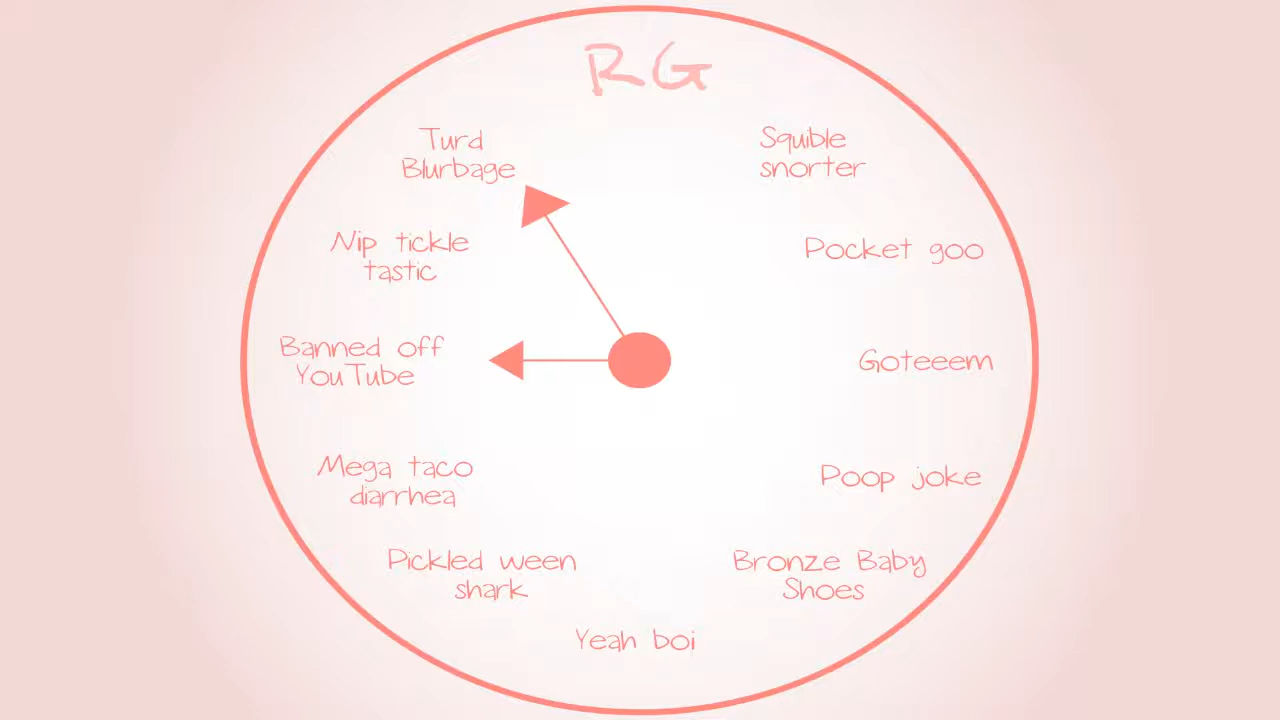 RG
Squible
snorter
Pocket goo
Goteeem
Poop joke
Bronze Baby
Shoes
Yeah boi
Pickled ween
shark
Mega taco
diarrhea
Banned off
YouTube
Nip tickle
tastic
Turd
Blurbage